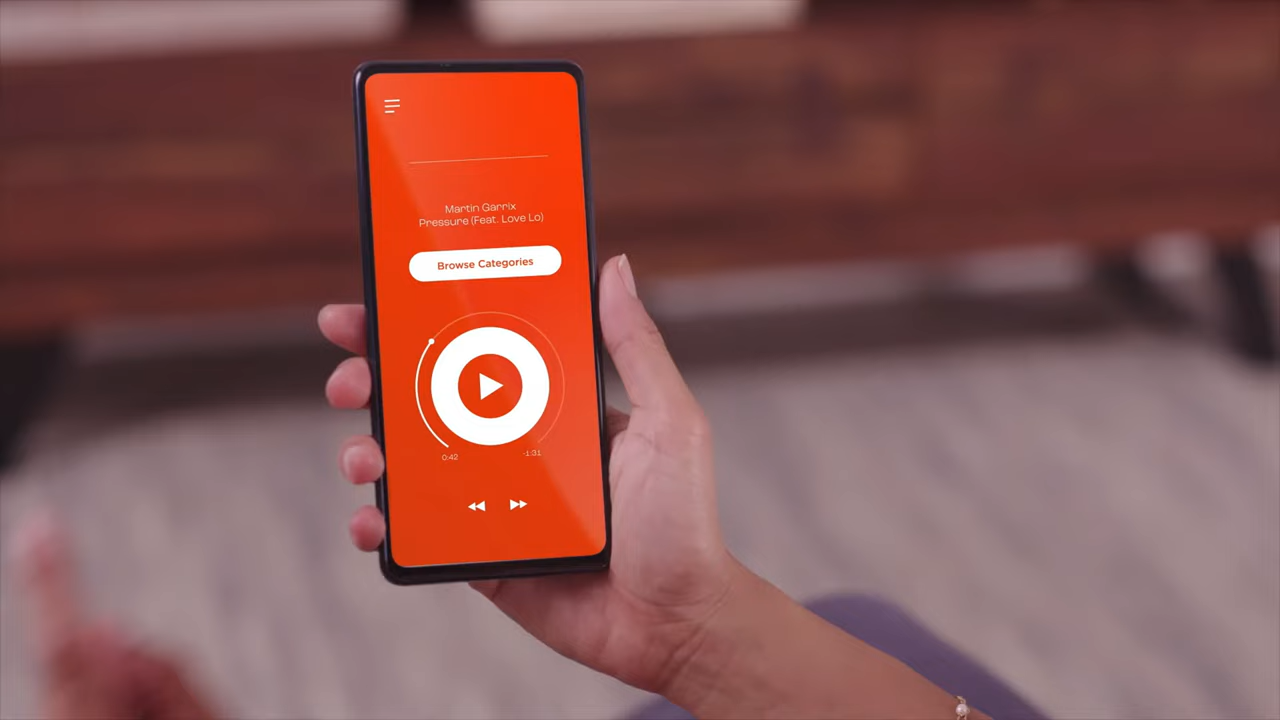 Martin Garrix
Pressure (Feat. Love Lo)
Browse Categories
0:42
-1:31